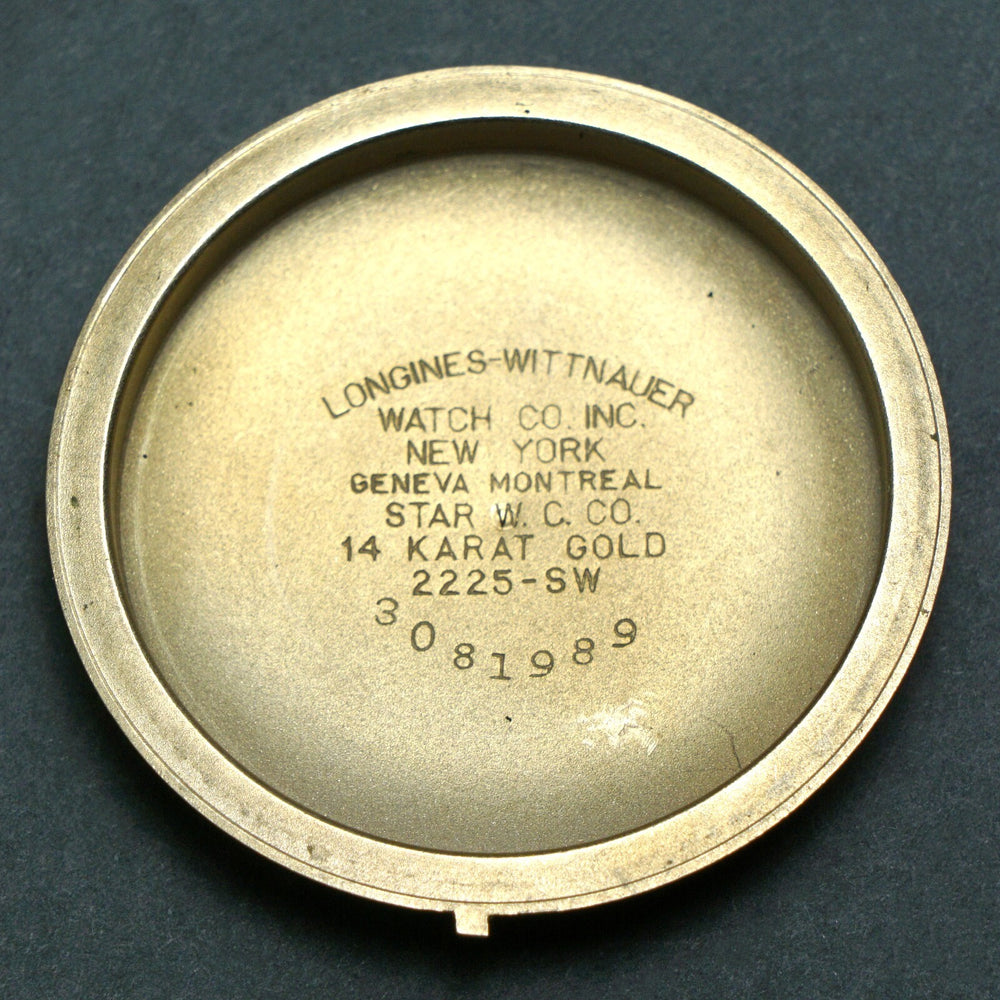 LONGINES-WITTNAUER
WATCH CO. INC.
NEW YORK
GENEVA MONTREAL
STAR W. C. CO.
14 KARAT GOLD
2225-SW
3081989